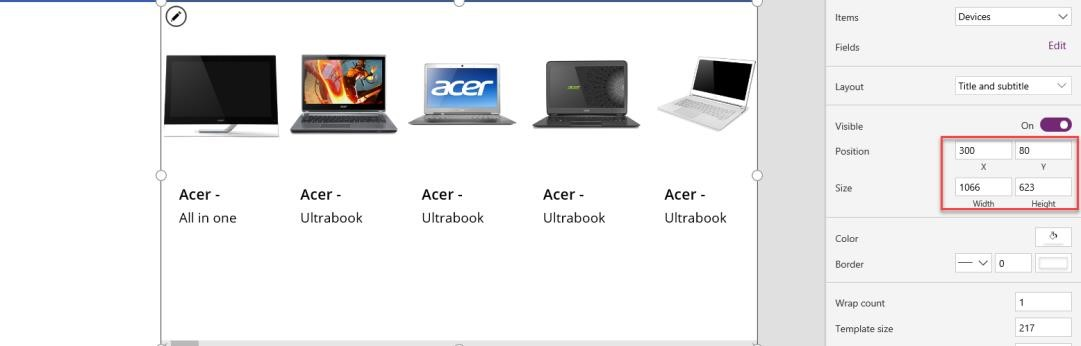 Items Devices
Fields Edit
Layout Title and subtitle
Visible On
Position 300 80
X Y
Size 1066 623
Width Height
Color
Border 0
Wrap count 1
Template size 217
acer
acer
Acer - Acer - Acer - Acer - Acer -
All in one Ultrabook Ultrabook Ultrabook Ultrabook